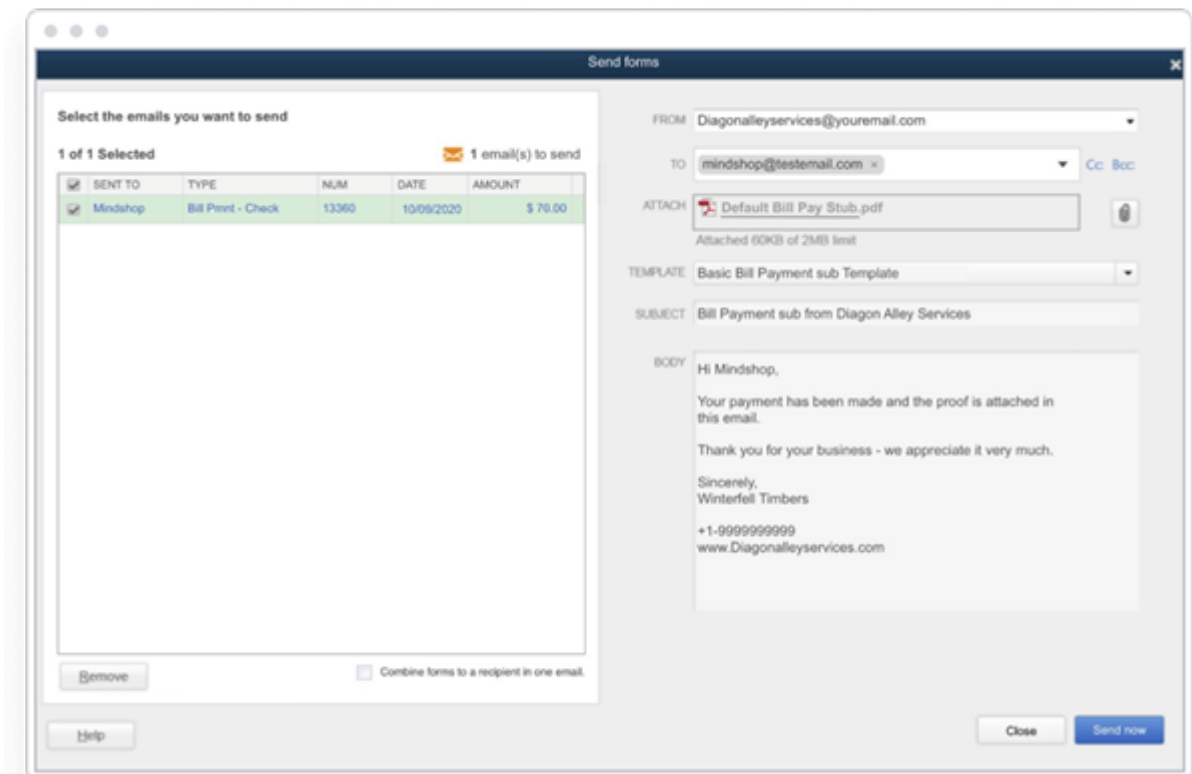 Send forms
Select the emails you want to send
1 of 1 Selected
1 email(s) to send
SENT TO TYPE NUM DATE AMOUNT
Mindshop Bill Pmnt - Check 13360 10/09/2020 $ 70.00
Remove
Combine forms to a recipient in one email.
Help
FROM Diagonalleyservices@youremail.com
TO mindshop@testemail.com × Cc Bcc
ATTACH Default Bill Pay Stub.pdf
Attached 60KB of 2MB limit
TEMPLATE Basic Bill Payment sub Template
SUBJECT Bill Payment sub from Diagon Alley Services
BODY
Hi Mindshop,
Your payment has been made and the proof is attached in
this email.
Thank you for your business - we appreciate it very much.
Sincerely,
Winterfell Timbers
+1-9999999999
www.Diagonalleyservices.com
Close
Send now